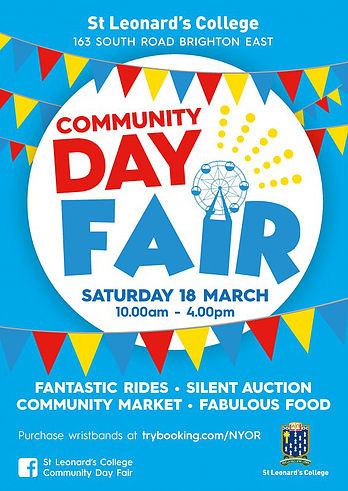 St Leonard's College
163 SOUTH ROAD BRIGHTON EAST
COMMUNITY
DAY
FAIR
SATURDAY 18 MARCH
10.00am - 4.00pm
FANTASTIC RIDES • SILENT AUCTION
COMMUNITY MARKET • FABULOUS FOOD
Purchase wristbands at trybooking.com/NYOR
f
St Leonard's College
Community Day Fair
St Leonard's College